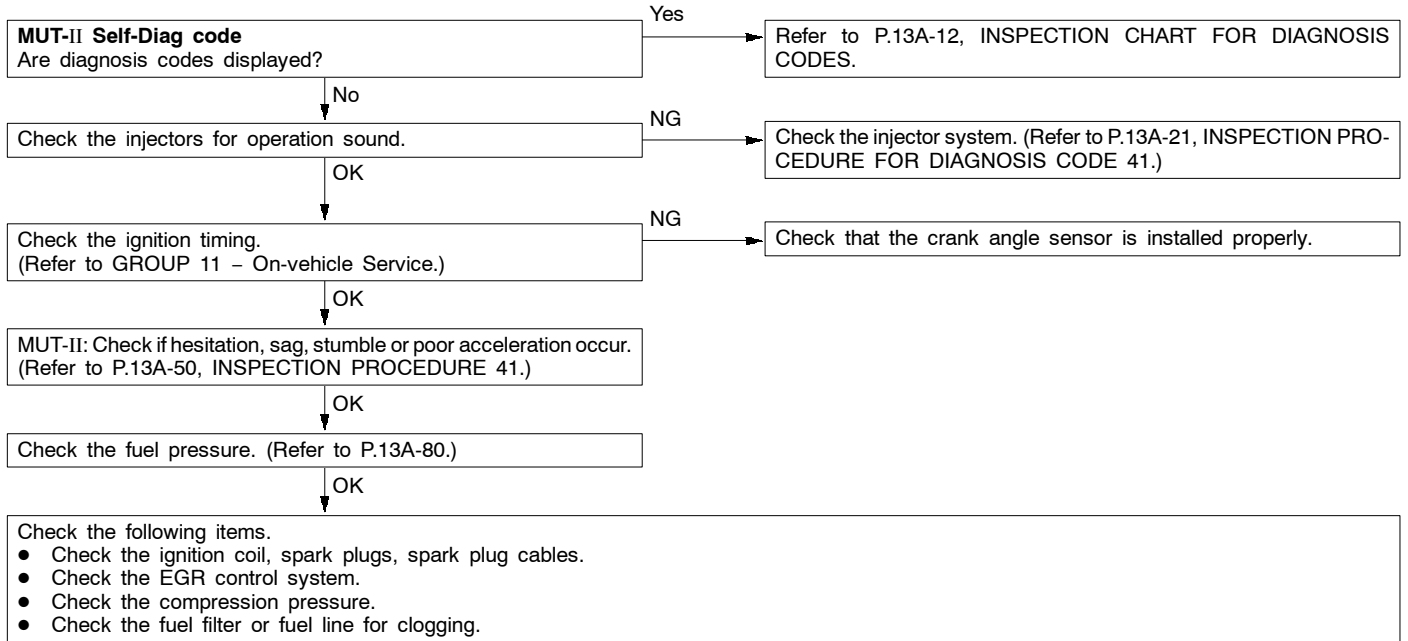 MUT-II Self-Diag code
Are diagnosis codes displayed?
Yes
Refer to P.13A-12, INSPECTION CHART FOR DIAGNOSIS
CODES.
No
Check the injectors for operation sound.
NG
Check the injector system. (Refer to P.13A-21, INSPECTION PRO-
CEDURE FOR DIAGNOSIS CODE 41.)
OK
Check the ignition timing.
(Refer to GROUP 11 – On-vehicle Service.)
NG
Check that the crank angle sensor is installed properly.
OK
MUT-II: Check if hesitation, sag, stumble or poor acceleration occur.
(Refer to P.13A-50, INSPECTION PROCEDURE 41.)
OK
Check the fuel pressure. (Refer to P.13A-80.)
OK
Check the following items.
● Check the ignition coil, spark plugs, spark plug cables.
● Check the EGR control system.
● Check the compression pressure.
● Check the fuel filter or fuel line for clogging.